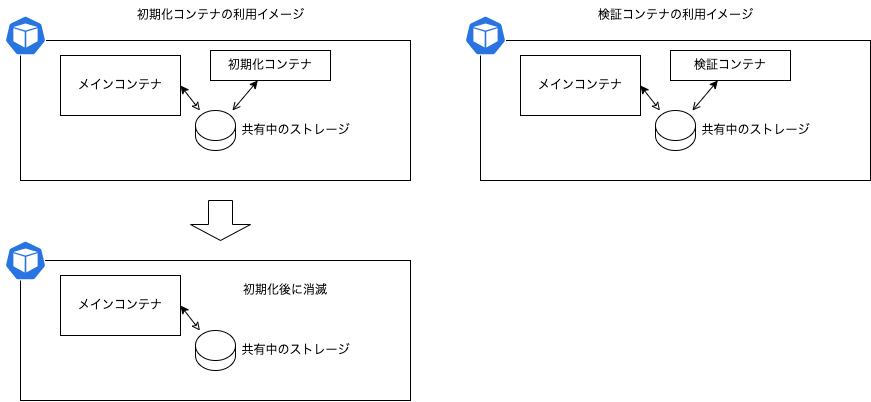 初期化コンテナの利用イメージ
メインコンテナ
初期化コンテナ
共有中のストレージ
検証コンテナの利用イメージ
メインコンテナ
検証コンテナ
共有中のストレージ
メインコンテナ
初期化後に消滅
共有中のストレージ